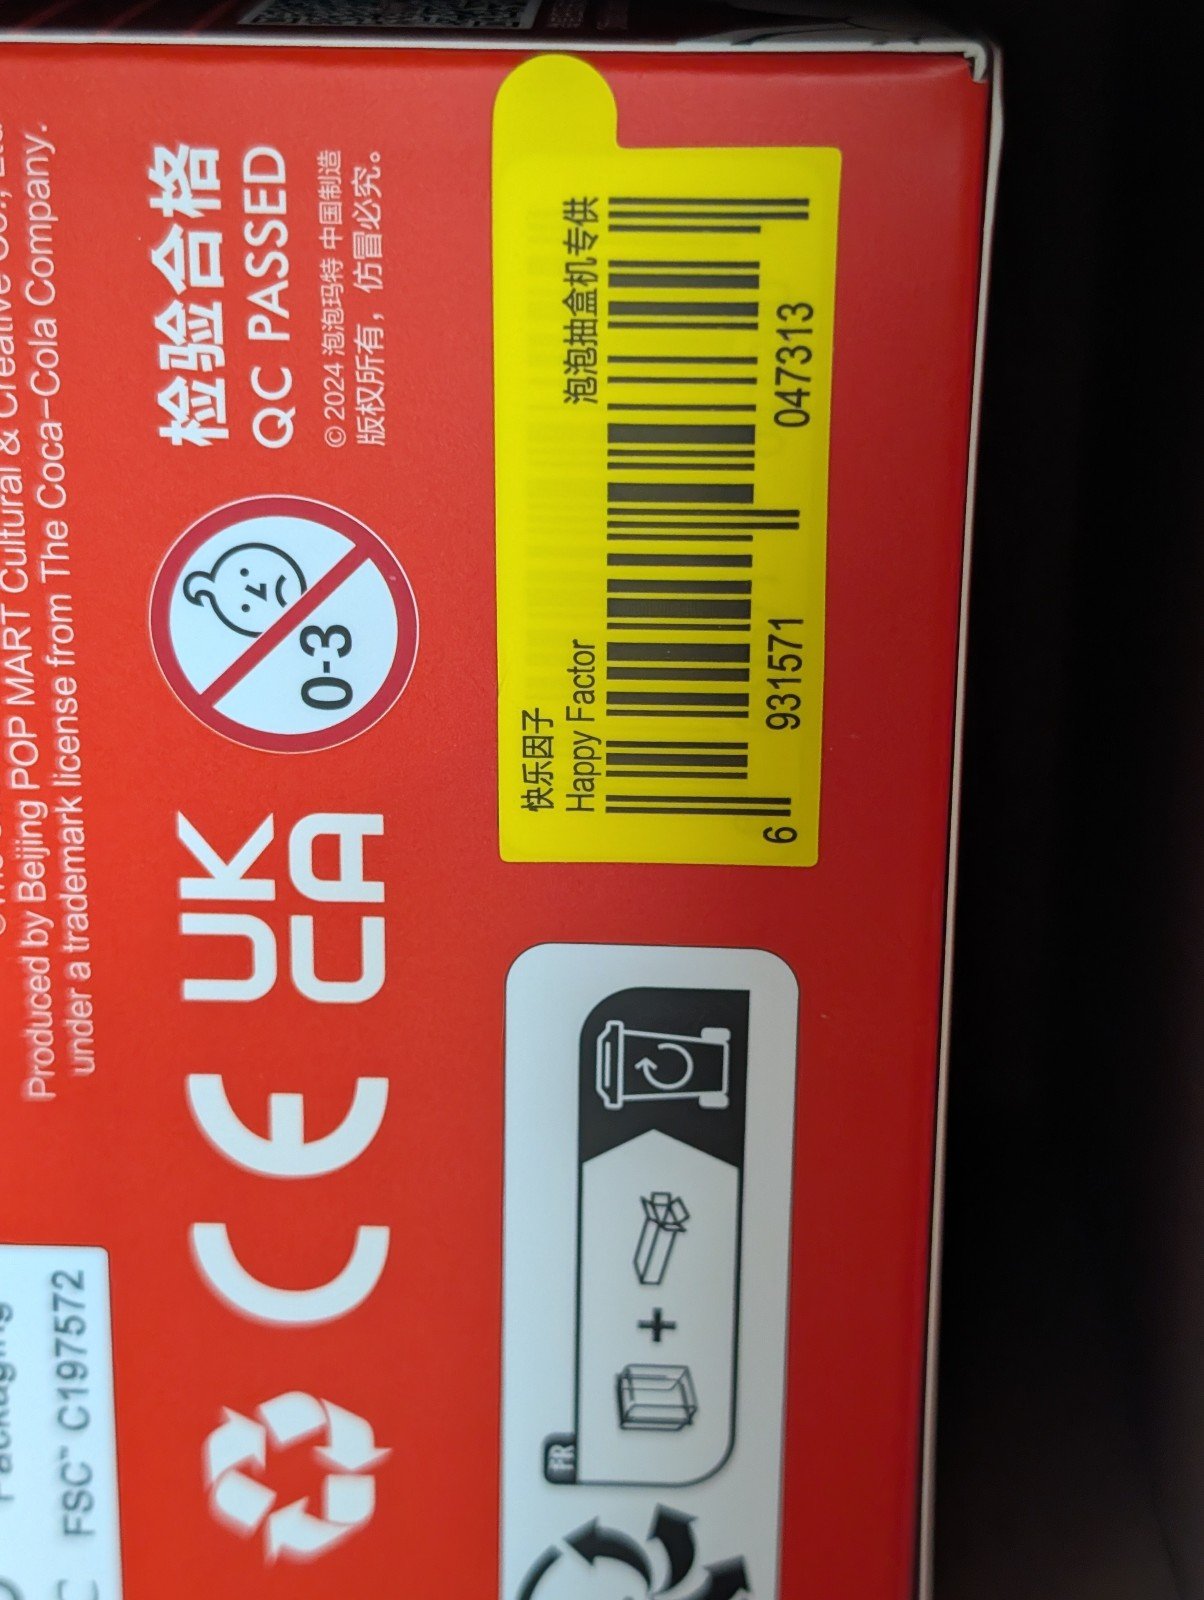 Produced by Beijing POP MART Cultural & Creative Co., Ltd
under a trademark license from The Coca-Cola Company.
检验合格
QC PASSED
© 2024 泡泡玛特 中国制造
版权所有，仿冒必究。
0-3
UK
CA
CE
FSC™ C197572
快乐因子
Happy Factor
泡泡抽盒机专供
6 931571 047313
FR